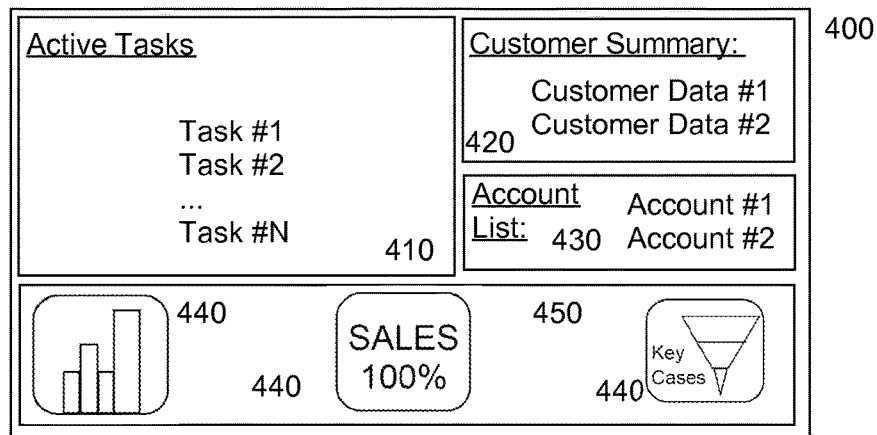 400
Active Tasks
Task #1
Task #2
...
Task #N
410
Customer Summary:
Customer Data #1
Customer Data #2
420
Account
List:
430
Account #1
Account #2
440
SALES
100%
440
450
Key
Cases
440